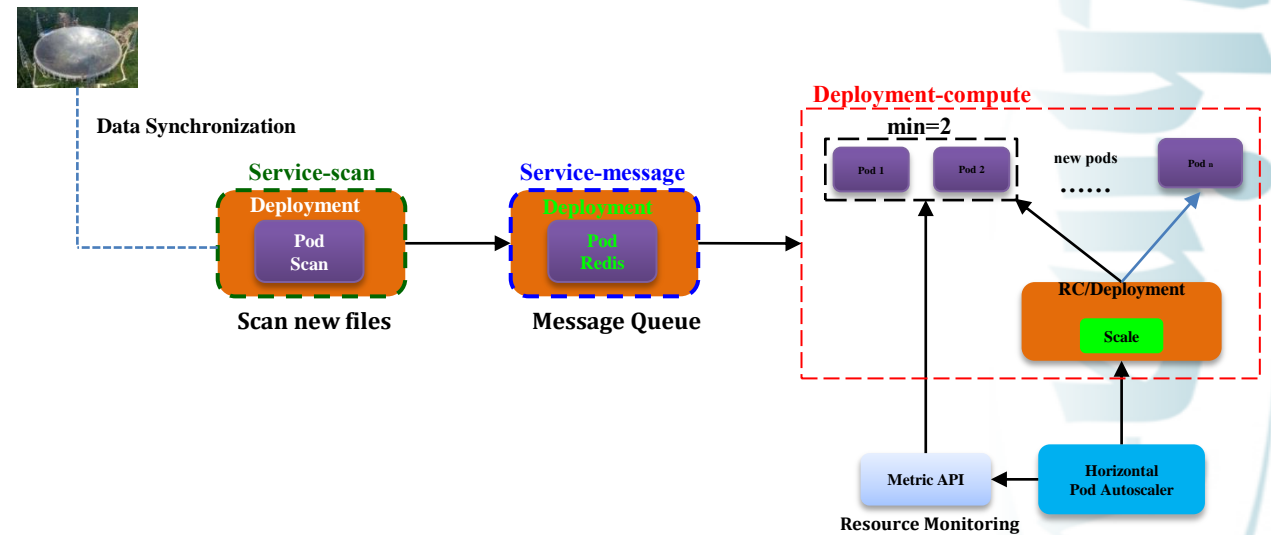 Data Synchronization
Service-scan
Deployment
Pod
Scan
Scan new files
Service-message
Deployment
Pod
Redis
Message Queue
Deployment-compute
min=2
Pod 1
Pod 2
new pods
......
Pod n
RC/Deployment
Scale
Metric API
Resource Monitoring
Horizontal
Pod Autoscaler